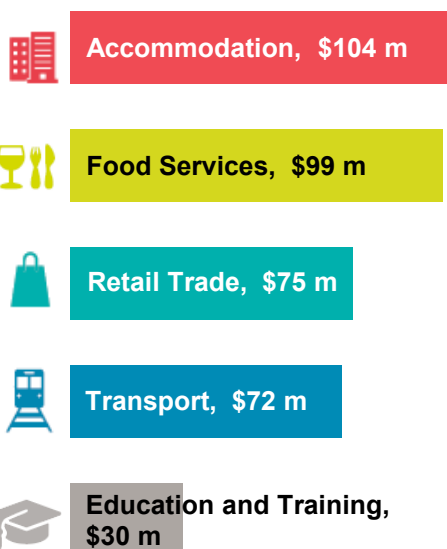 Accommodation, $104 m
Food Services, $99 m
Retail Trade, $75 m
Transport, $72 m
Education and Training,
$30 m